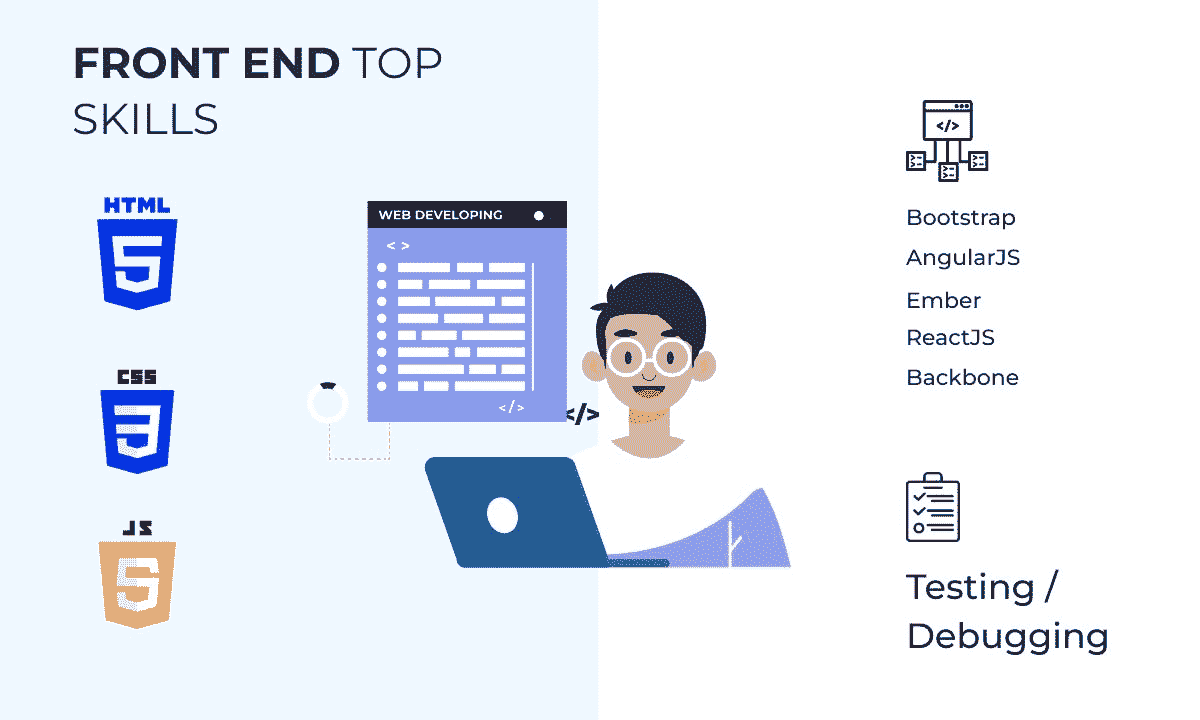 FRONT END TOP
SKILLS
HTML
5
CSS
3
JS
5
WEB DEVELOPING
< >
</>
</>
</>
Bootstrap
AngularJS
Ember
ReactJS
Backbone
Testing /
Debugging